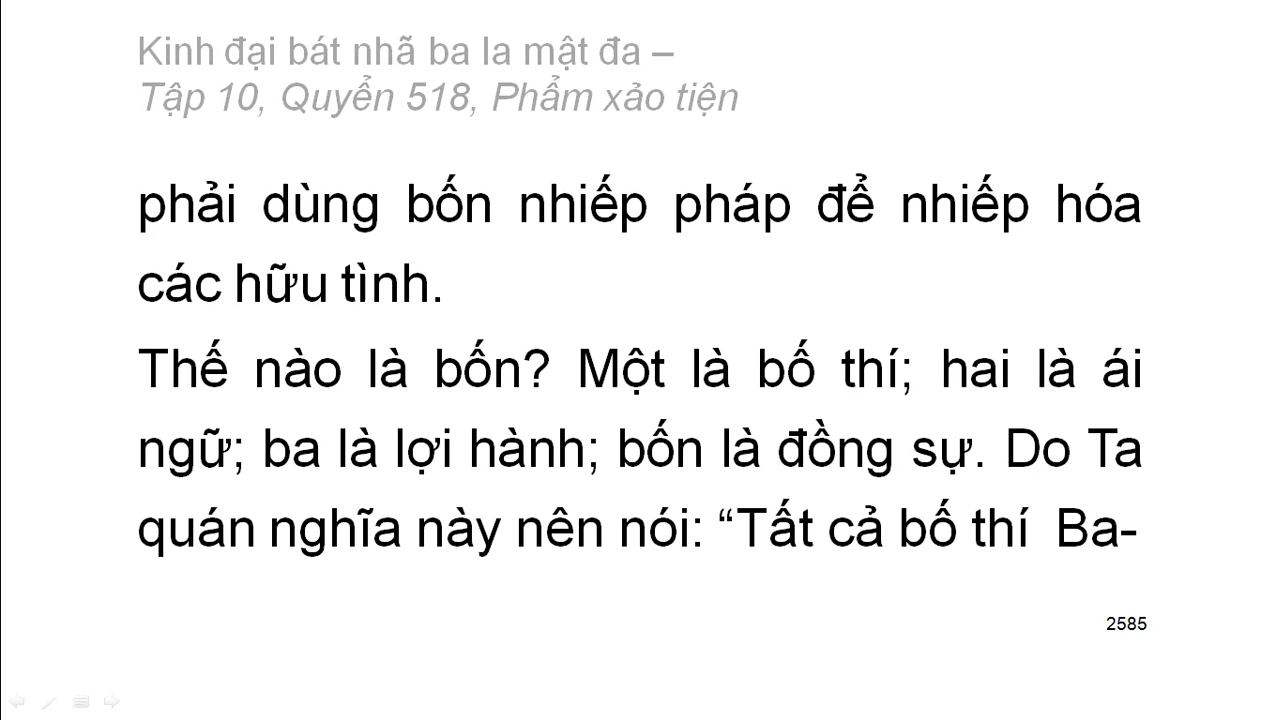 Kinh đại bát nhã ba la mật đa –
Tập 10, Quyển 518, Phẩm xảo tiện
phải dùng bốn nhiếp pháp để nhiếp hóa
các hữu tình.
Thế nào là bốn? Một là bố thí; hai là ái
ngữ; ba là lợi hành; bốn là đồng sự. Do Ta
quán nghĩa này nên nói: “Tất cả bố thí  Ba-
2585